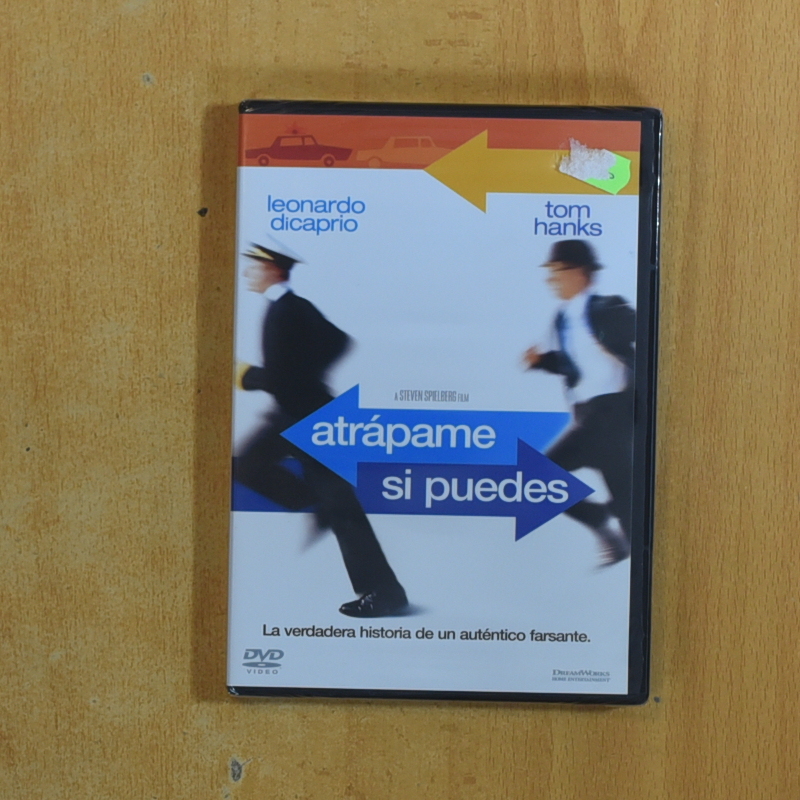 leonardo
dicaprio
tom
hanks
A STEVEN SPIELBERG FILM
atrápame
si puedes
La verdadera historia de un auténtico farsante.
DVD
VIDEO
DREAMWORKS
HOME ENTERTAINMENT